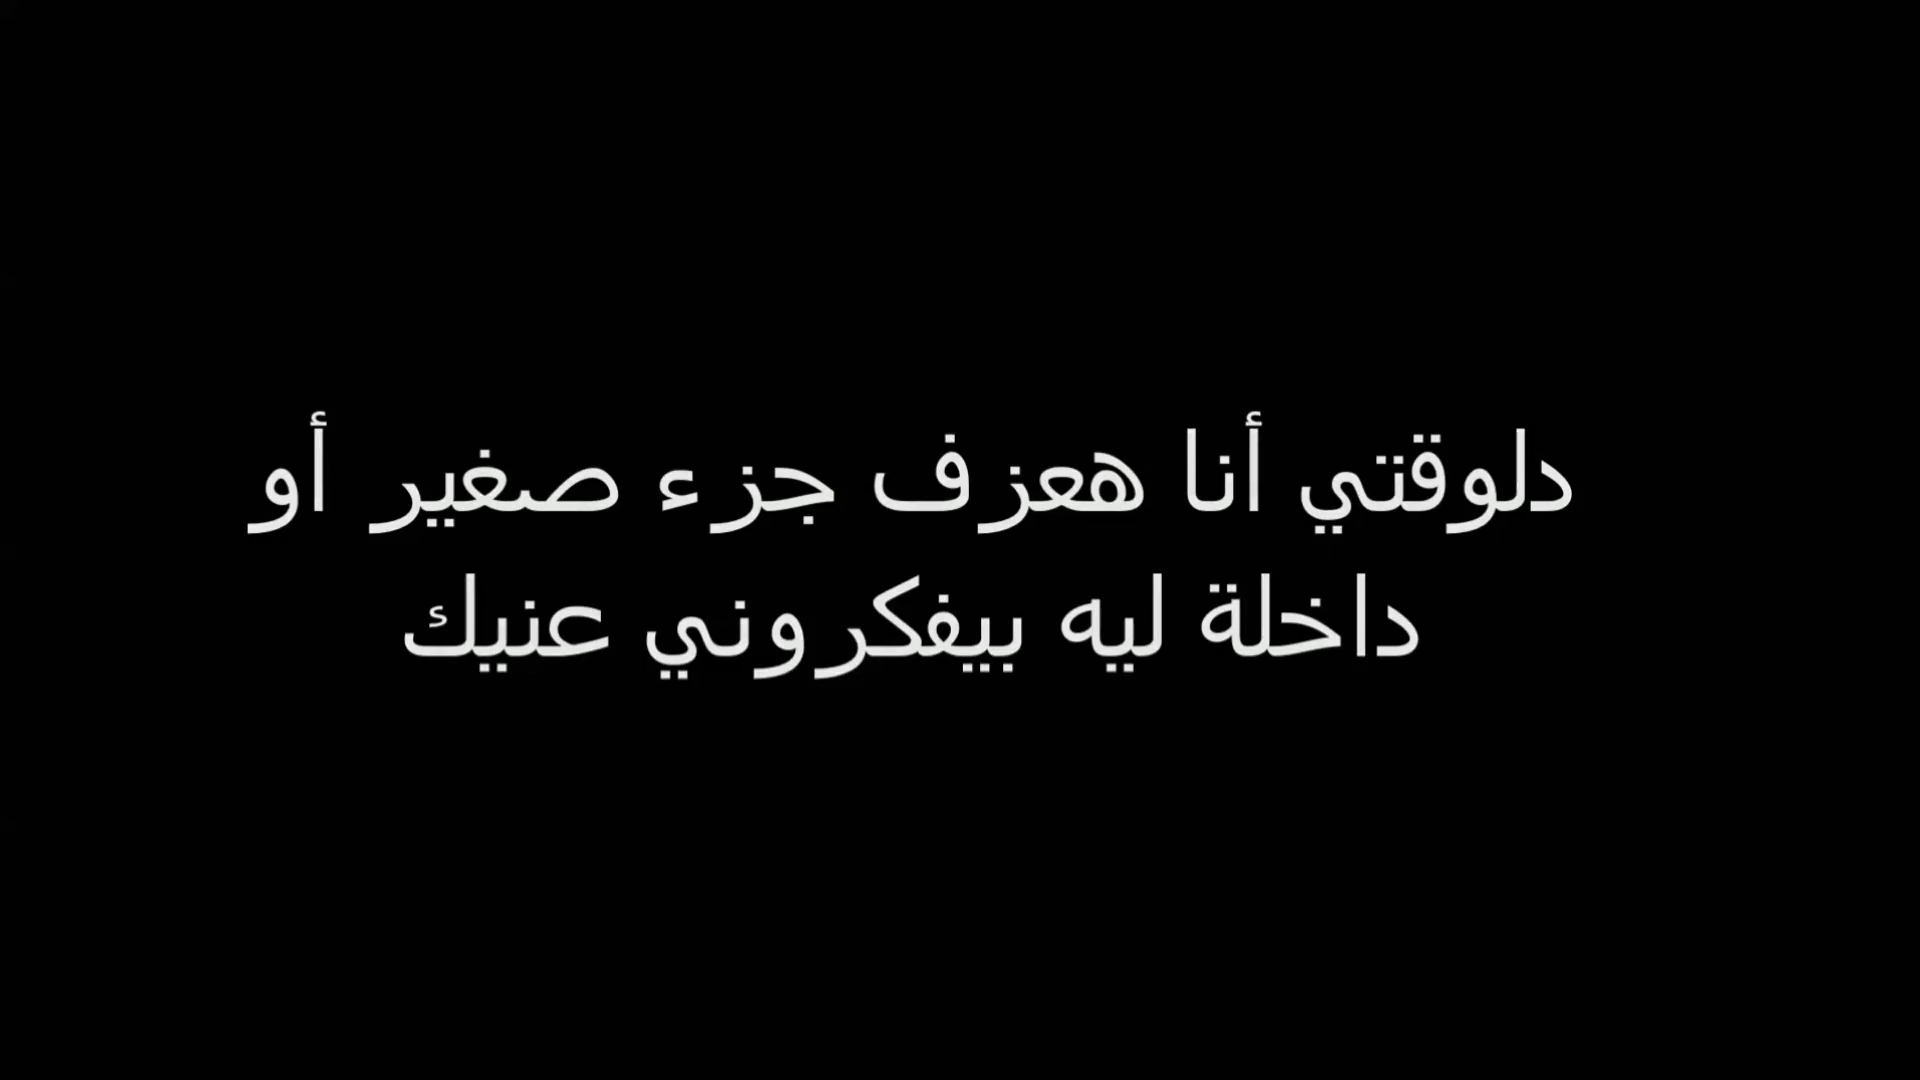 دلوقتي أنا هعزف جزء صغير أو
داخلة ليه بيفكروني عنيك